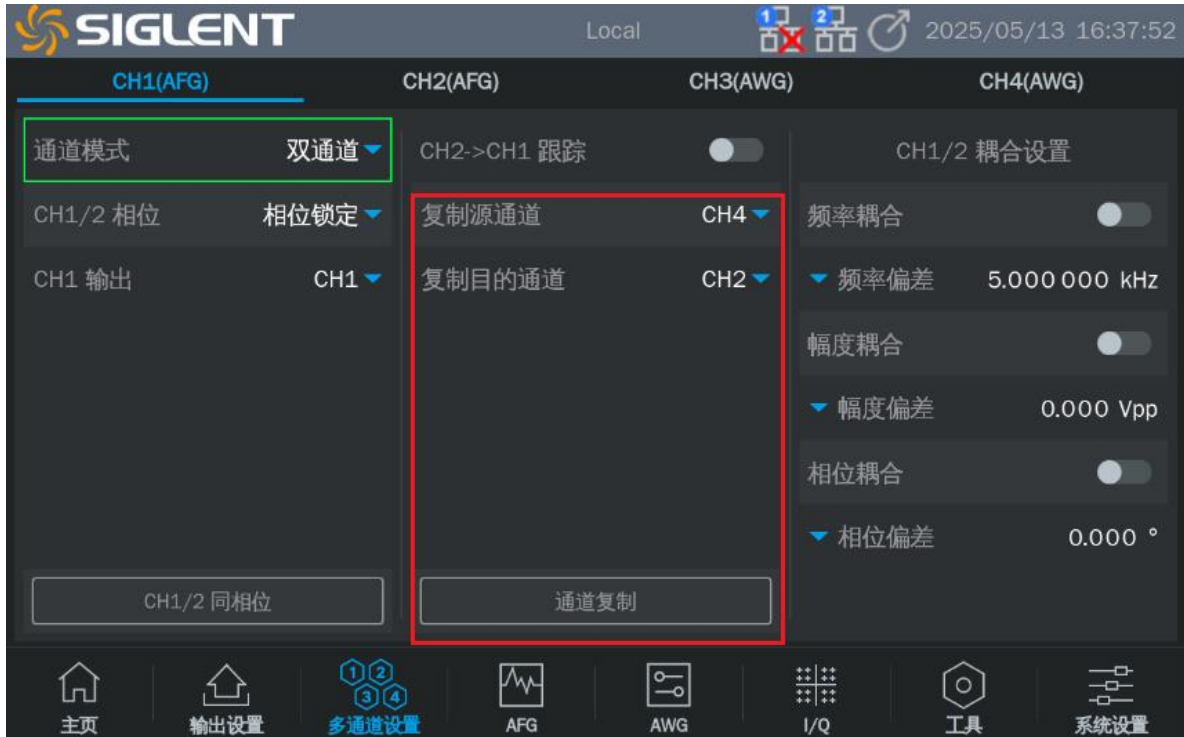 SIGLENT Local 1 2 2025/05/13 16:37:52
CH1(AFG) CH2(AFG) CH3(AWG) CH4(AWG)
通道模式 双通道
CH1/2 相位 相位锁定
CH1 输出 CH1
CH1/2 同相位
CH2->CH1 跟踪
复制源通道 CH4
复制目的通道 CH2
通道复制
CH1/2 耦合设置
频率耦合
频率偏差 5.000 000 kHz
幅度耦合
幅度偏差 0.000 Vpp
相位耦合
相位偏差 0.000 °
1 2
3 4
主页 输出设置 多通道设置 AFG AWG I/Q 工具 系统设置